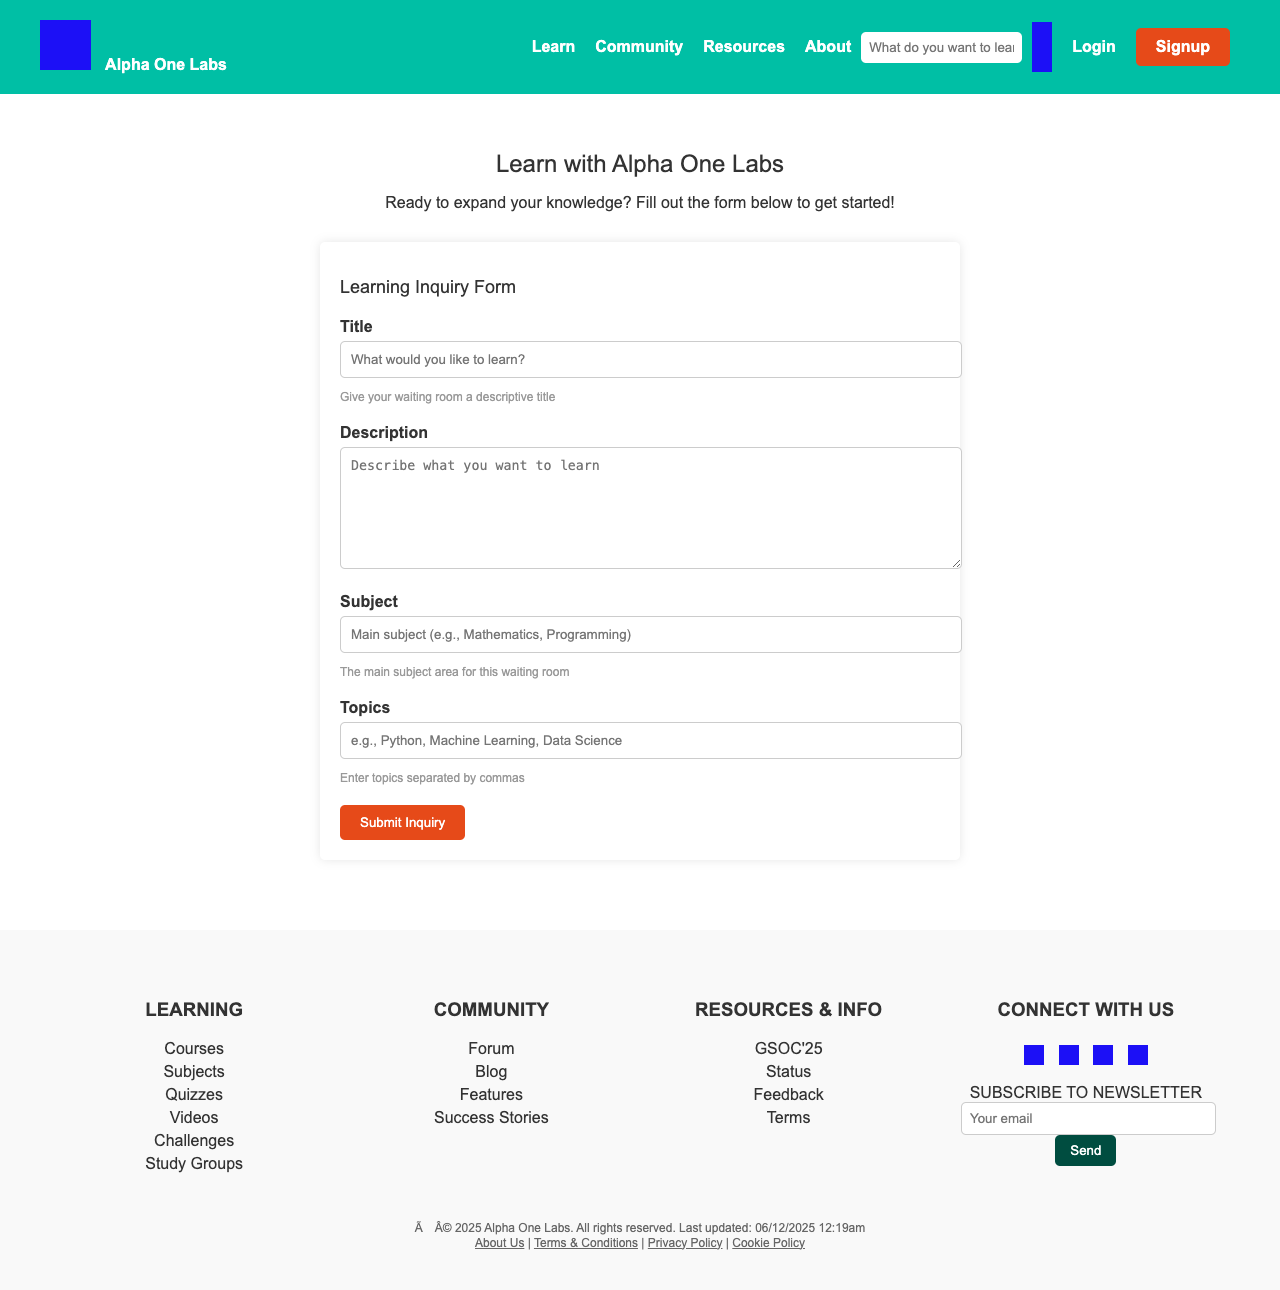 Alpha One Labs
Learn Community Resources About What do you want to lear Login Signup
Learn with Alpha One Labs
Ready to expand your knowledge? Fill out the form below to get started!
Learning Inquiry Form
Title
What would you like to learn?
Give your waiting room a descriptive title
Description
Describe what you want to learn
Subject
Main subject (e.g., Mathematics, Programming)
The main subject area for this waiting room
Topics
e.g., Python, Machine Learning, Data Science
Enter topics separated by commas
Submit Inquiry
LEARNING
Courses
Subjects
Quizzes
Videos
Challenges
Study Groups
COMMUNITY
Forum
Blog
Features
Success Stories
RESOURCES & INFO
GSOC'25
Status
Feedback
Terms
CONNECT WITH US
SUBSCRIBE TO NEWSLETTER
Your email
Send
Ã Â© 2025 Alpha One Labs. All rights reserved. Last updated: 06/12/2025 12:19am
About Us | Terms & Conditions | Privacy Policy | Cookie Policy